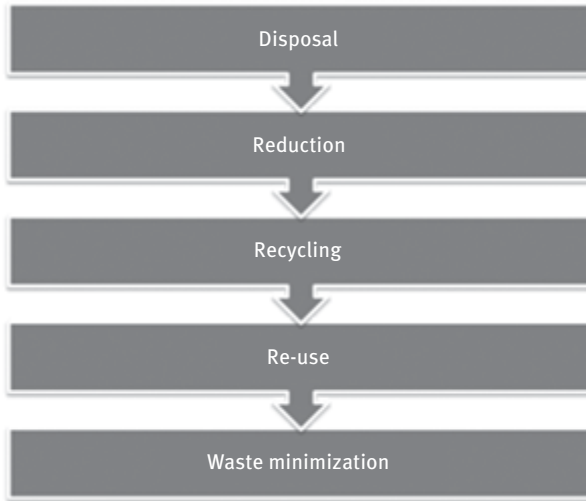 Disposal
Reduction
Recycling
Re-use
Waste minimization